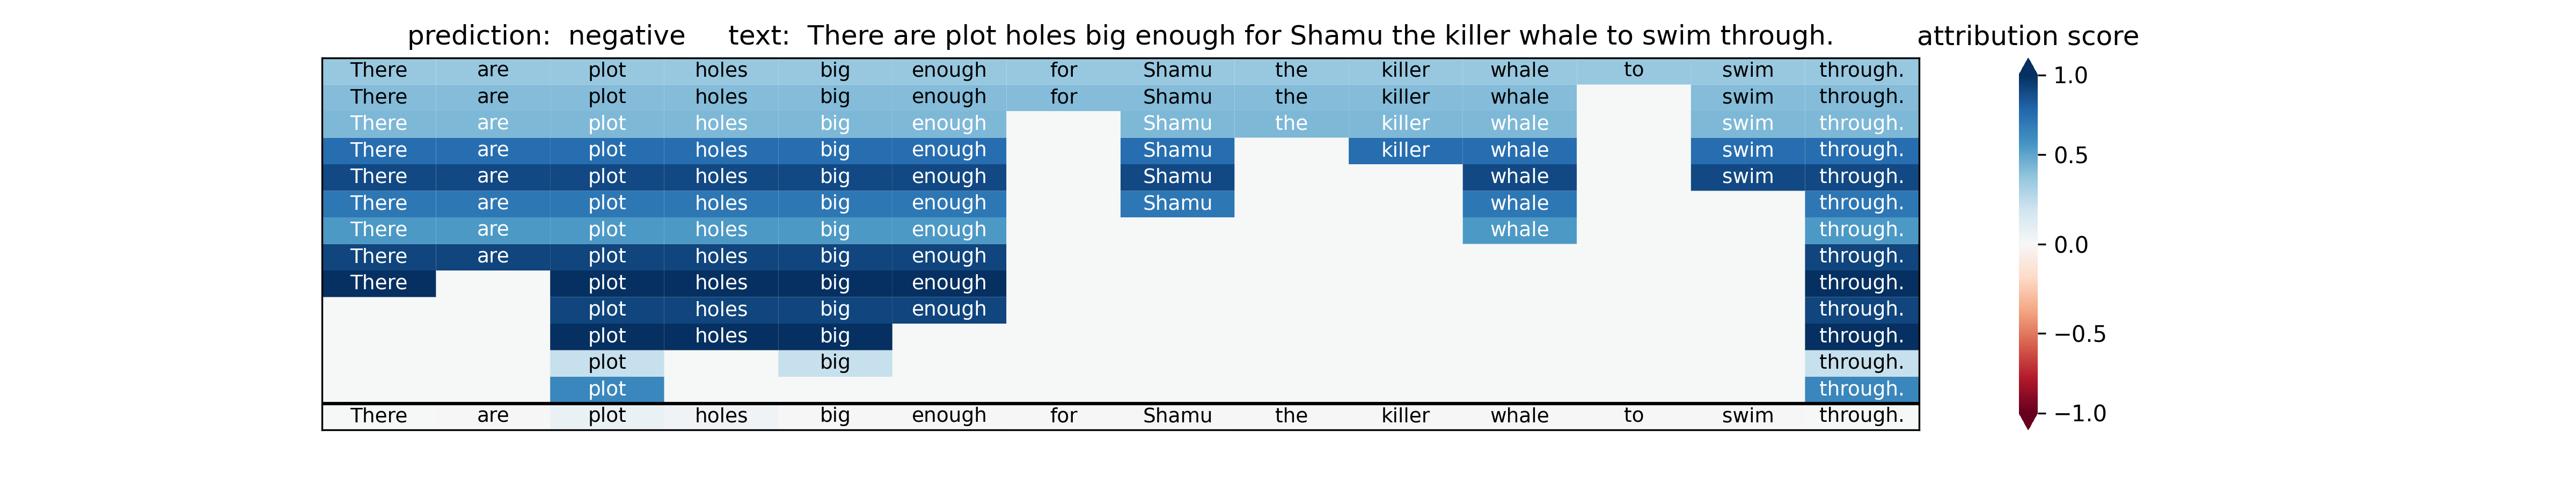 prediction: negative text: There are plot holes big enough for Shamu the killer whale to swim through. attribution score
There are plot holes big enough for Shamu the killer whale to swim through.
There are plot holes big enough for Shamu the killer whale swim through.
There are plot holes big enough Shamu the killer whale swim through.
There are plot holes big enough Shamu killer whale swim through.
There are plot holes big enough Shamu whale swim through.
There are plot holes big enough Shamu whale through.
There are plot holes big enough whale through.
There are plot holes big enough through.
There plot holes big enough through.
plot holes big enough through.
plot holes big through.
plot big through.
plot through.
There are plot holes big enough for Shamu the killer whale to swim through.
1.0
0.5
0.0
−0.5
−1.0